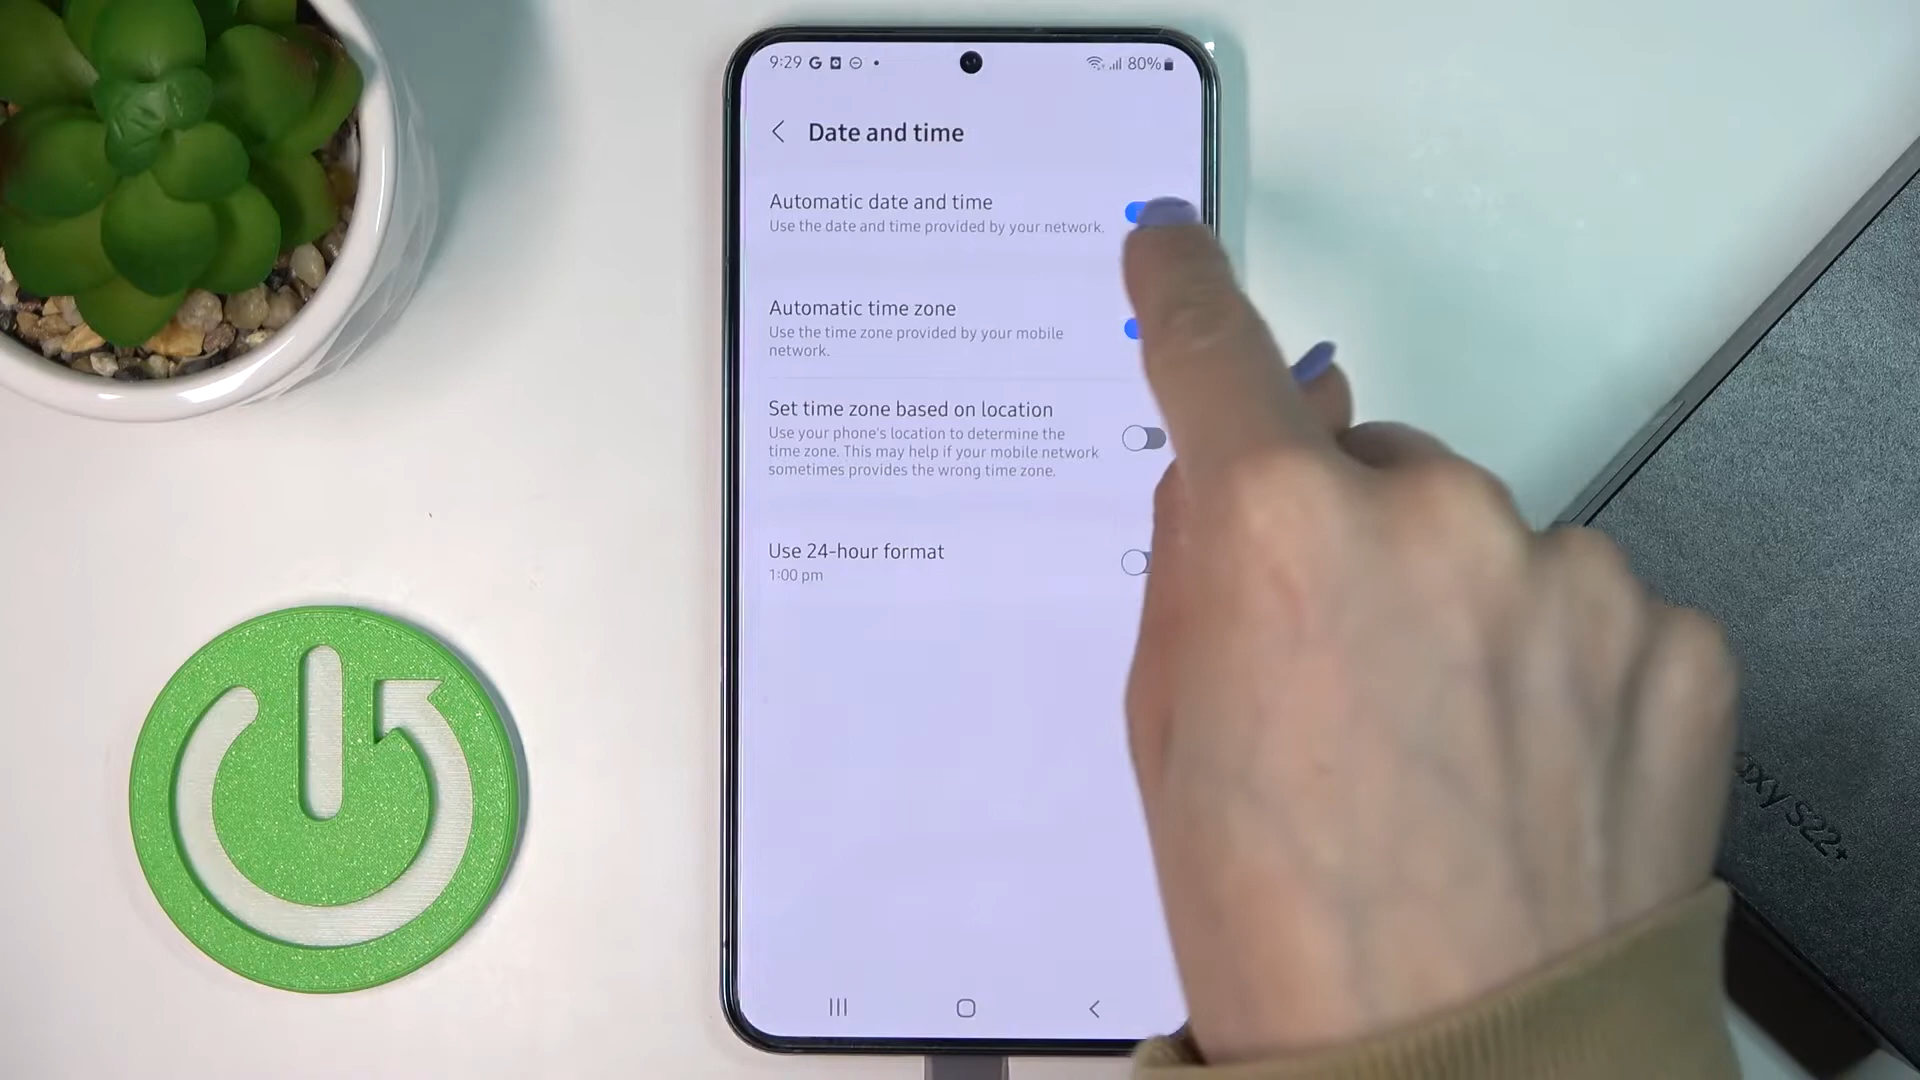 9:29 G
80%
Date and time
Automatic date and time
Use the date and time provided by your network.
Automatic time zone
Use the time zone provided by your mobile
network.
Set time zone based on location
Use your phone's location to determine the
time zone. This may help if your mobile network
sometimes provides the wrong time zone.
Use 24-hour format
1:00 pm
S22+